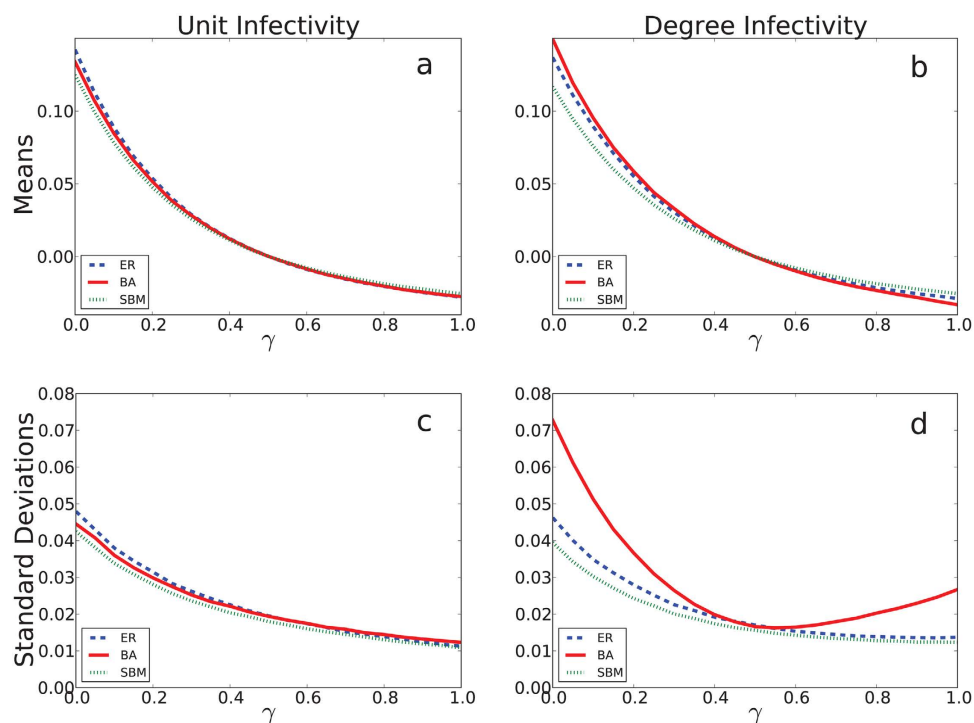 Unit Infectivity
Degree Infectivity
Means
0.10
0.05
0.00
a
ER
BA
SBM
0.0 0.2 0.4 0.6 0.8 1.0
γ
0.10
0.05
0.00
b
ER
BA
SBM
0.0 0.2 0.4 0.6 0.8 1.0
γ
Standard Deviations
0.08
0.07
0.06
0.05
0.04
0.03
0.02
0.01
0.00
c
ER
BA
SBM
0.0 0.2 0.4 0.6 0.8 1.0
γ
0.08
0.07
0.06
0.05
0.04
0.03
0.02
0.01
0.00
d
ER
BA
SBM
0.0 0.2 0.4 0.6 0.8 1.0
γ